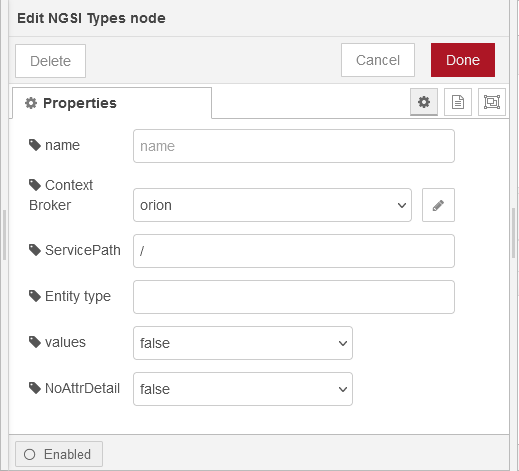 Edit NGSI Types node
Delete
Cancel
Done
Properties
name
name
Context
Broker
orion
ServicePath
/
Entity type
values
false
NoAttrDetail
false
Enabled